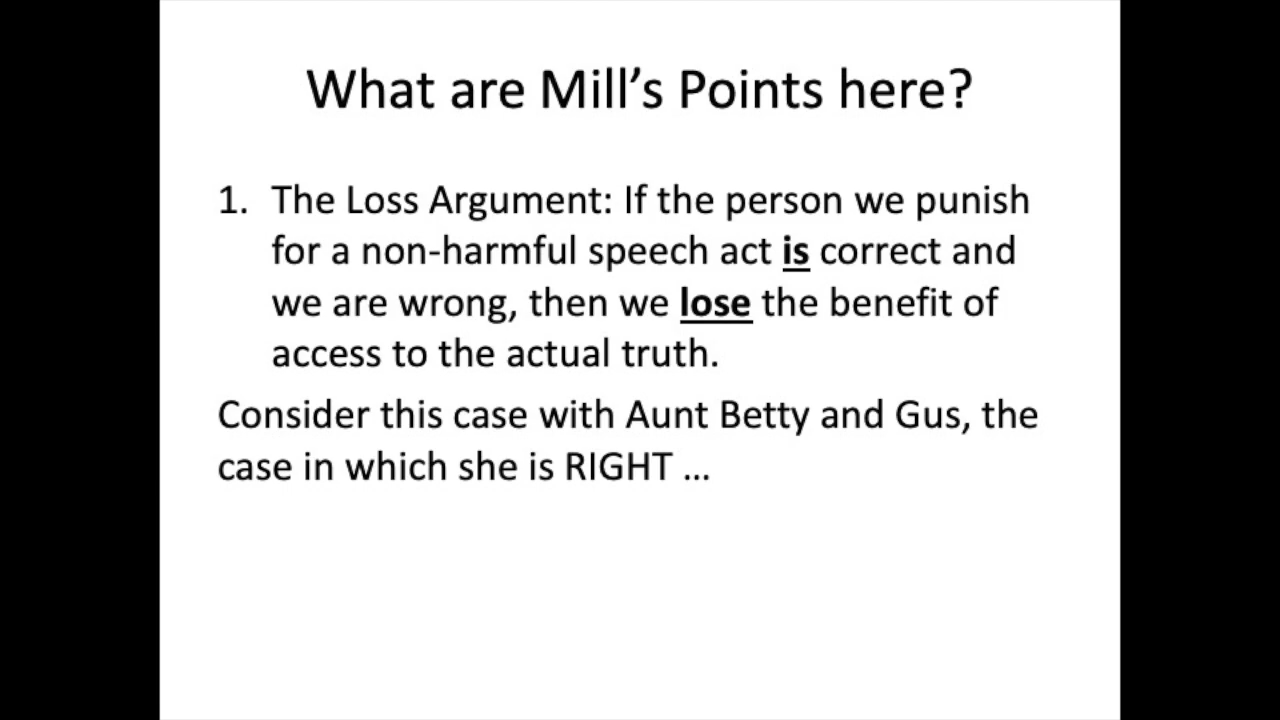 What are Mill's Points here?
1. The Loss Argument: If the person we punish
for a non-harmful speech act is correct and
we are wrong, then we lose the benefit of
access to the actual truth.
Consider this case with Aunt Betty and Gus, the
case in which she is RIGHT ...